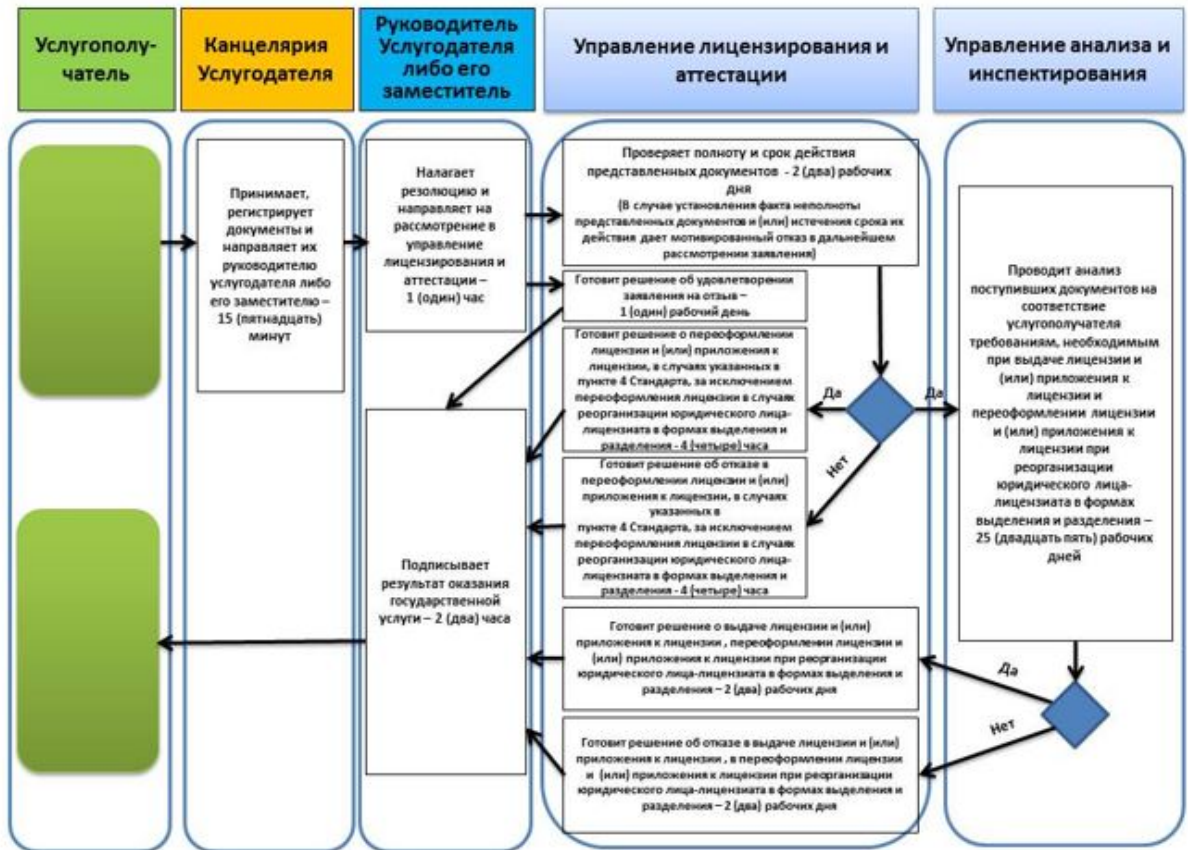 Услугополу-
чатель
Канцелярия
Услугодателя
Руководитель
Услугодателя
либо его
заместитель
Управление лицензирования и
аттестации
Управление анализа и
инспектирования
Принимает,
регистрирует
документы и
направляет их
руководителю
услугодателя либо
его заместителю –
15 (пятнадцать)
минут
Налагает
резолюцию и
направляет на
рассмотрение в
управление
лицензирования и
аттестации –
1 (один) час
Проверяет полноту и срок действия
представленных документов - 2 (два) рабочих
дня
(В случае установления факта неполноты
представленных документов и (или) истечения срока их
действия дает мотивированный отказ в дальнейшем
рассмотрении заявления)
Готовит решение об удовлетворении
заявления на отзыв –
1 (один) рабочий день
Готовит решение о переоформлении
лицензии и (или) приложения к
лицензии, в случаях указанных в
пункте 4 Стандарта, за исключением
переоформления лицензии в случаях
реорганизации юридического лица-
лицензиата в формах выделения и
разделения - 4 (четыре) часа
Да
Да
Нет
Готовит решение об отказе в
переоформлении лицензии и (или)
приложения к лицензии, в случаях
указанных в
пункте 4 Стандарта, за исключением
переоформления лицензии в случаях
реорганизации юридического лица-
лицензиата в формах выделения и
разделения - 4 (четыре) часа
Проводит анализ
поступивших документов на
соответствие
услугополучателя
требованиям, необходимым
при выдаче лицензии и
(или) приложения к
лицензии и
переоформлении лицензии
и (или) приложения к
лицензии при
реорганизации
юридического лица-
лицензиата в формах
выделения и разделения –
25 (двадцать пять) рабочих
дней
Подписывает
результат оказания
государственной
услуги – 2 (два) часа
Готовит решение о выдаче лицензии и (или)
приложения к лицензии , переоформлении лицензии и
(или) приложения к лицензии при реорганизации
юридического лица-лицензиата в формах выделения и
разделения – 2 (два) рабочих дня
Да
Нет
Готовит решение об отказе в выдаче лицензии и (или)
приложения к лицензии , в переоформлении лицензии
и (или) приложения к лицензии при реорганизации
юридического лица-лицензиата в формах выделения и
разделения – 2 (два) рабочих дня